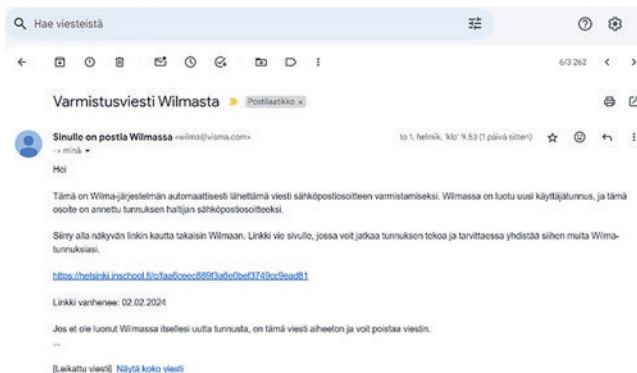 Hae viesteistä
6/3 262
Varmistusviesti Wilmasta
Postilaatikko x
Sinulle on postia Wilmassa <wilma@visma.com>
to 1. helmik. 'klo' 9.53 (1 päivä sitten)
-> minä
Hei
Tämä on Wilma-järjestelmän automaattisesti lähettämä viesti sähköpostiosoitteen varmistamiseksi. Wilmassa on luotu uusi käyttäjätunnus, ja tämä
osoite on annettu tunnuksen haltijan sähköpostiosoitteeksi.
Siirry alla näkyvän linkin kautta takaisin Wilmaan. Linkki vie sivulle, jossa voit jatkaa tunnuksen tekoa ja tarvittaessa yhdistää siihen muita Wilma-
tunnuksiasi.
Linkki vanhenee: 02.02.2024
Jos et ole luonut Wilmassa itsellesi uutta tunnusta, on tämä viesti aiheeton ja voit poistaa viestin.
...
[Leikattu viesti] Näytä koko viesti